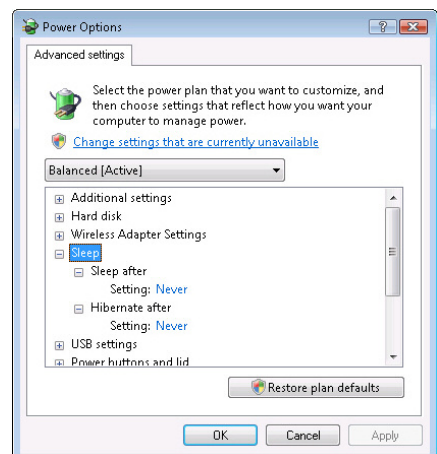 Power Options
Advanced settings
Select the power plan that you want to customize, and
then choose settings that reflect how you want your
computer to manage power.
Change settings that are currently unavailable
Balanced [Active]
Additional settings
Hard disk
Wireless Adapter Settings
Sleep
Sleep after
Setting: Never
Hibernate after
Setting: Never
USB settings
Power buttons and lid
Restore plan defaults
OK
Cancel
Apply